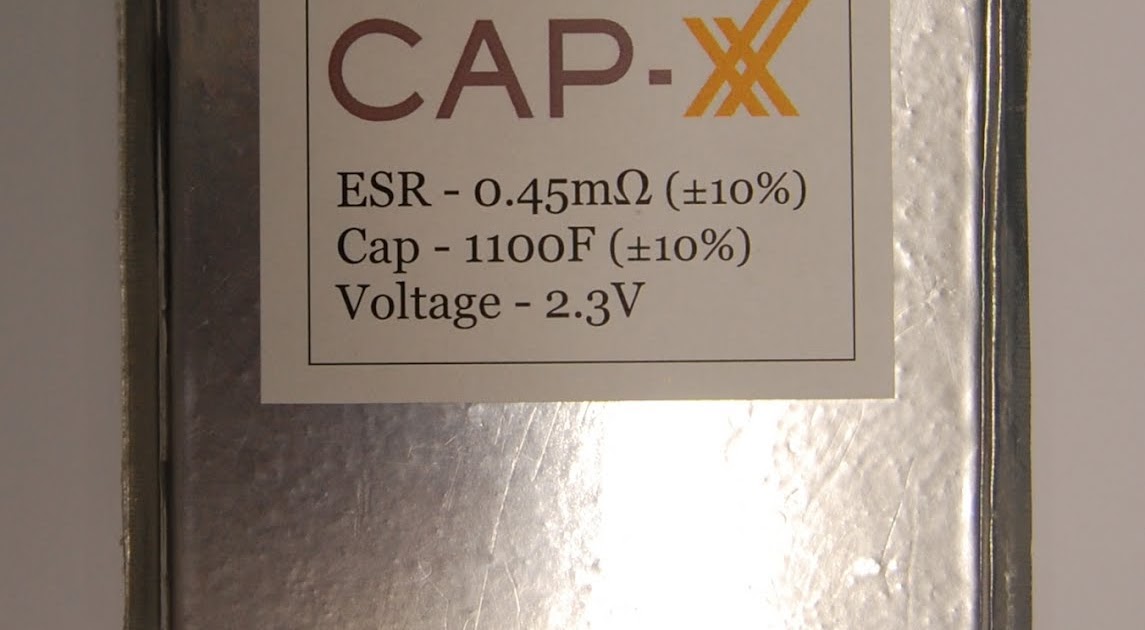 CAP-XX
ESR - 0.45mΩ (±10%)
Cap - 1100F (±10%)
Voltage - 2.3V